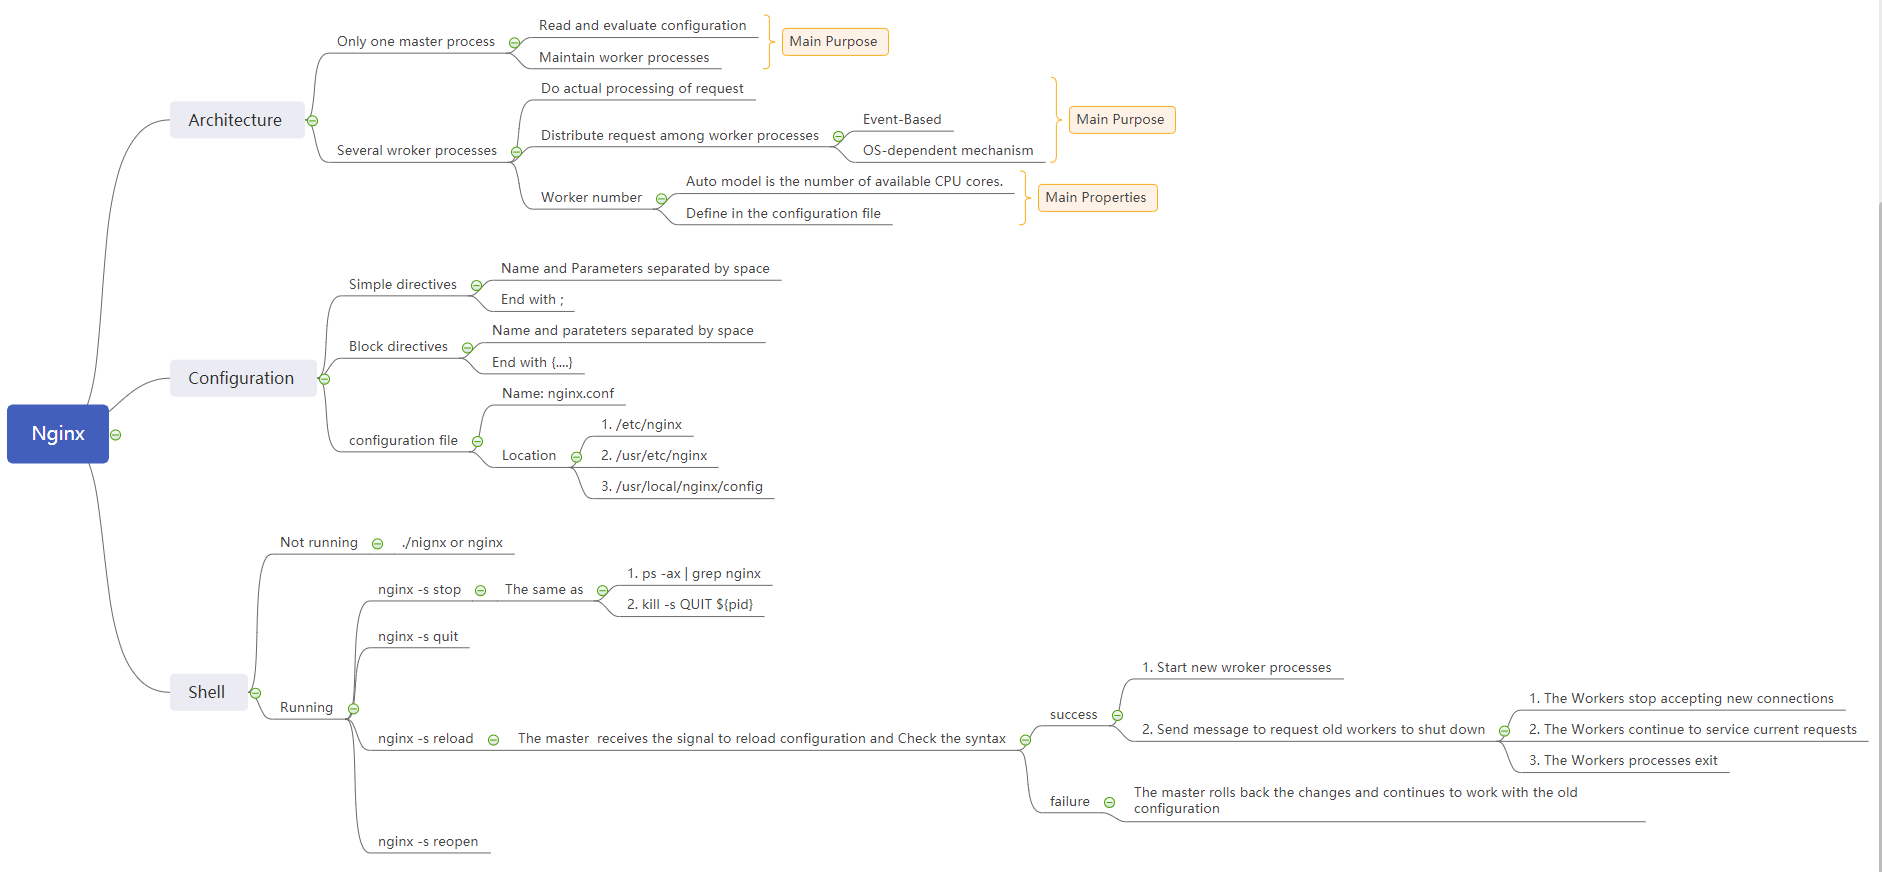 Nginx
Architecture
Only one master process
Read and evaluate configuration
Maintain worker processes
Main Purpose
Several wroker processes
Do actual processing of request
Distribute request among worker processes
Event-Based
OS-dependent mechanism
Main Purpose
Worker number
Auto model is the number of available CPU cores.
Define in the configuration file
Main Properties
Configuration
Simple directives
Name and Parameters separated by space
End with ;
Block directives
Name and parateters separated by space
End with {....}
configuration file
Name: nginx.conf
Location
1. /etc/nginx
2. /usr/etc/nginx
3. /usr/local/nginx/config
Shell
Not running
./nignx or nginx
Running
nginx -s stop
The same as
1. ps -ax | grep nginx
2. kill -s QUIT ${pid}
nginx -s quit
nginx -s reload
The master  receives the signal to reload configuration and Check the syntax
success
1. Start new wroker processes
2. Send message to request old workers to shut down
1. The Workers stop accepting new connections
2. The Workers continue to service current requests
3. The Workers processes exit
failure
The master rolls back the changes and continues to work with the old
configuration
nginx -s reopen